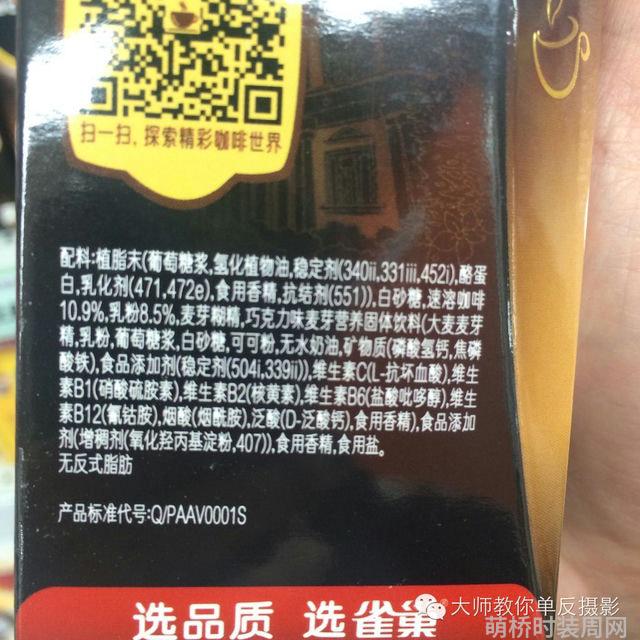 扫一扫, 探索精彩咖啡世界
配料:植脂末(葡萄糖浆,氢化植物油,稳定剂(340ii,331iii,452i),酪蛋
白,乳化剂(471,472e),食用香精,抗结剂(551)),白砂糖,速溶咖啡
10.9%,乳粉8.5%,麦芽糊精,巧克力味麦芽营养固体饮料(大麦麦芽
精,乳粉,葡萄糖浆,白砂糖,可可粉,无水奶油,矿物质(磷酸氢钙,焦磷
酸铁),食品添加剂(稳定剂(504i,339ii)),维生素C(L-抗坏血酸),维生
素B1(硝酸硫胺素),维生素B2(核黄素),维生素B6(盐酸吡哆醇),维生
素B12(氰钴胺),烟酸(烟酰胺),泛酸(D-泛酸钙),食用香精),食品添加
剂(增稠剂(氧化羟丙基淀粉,407)),食用香精,食用盐。
无反式脂肪
产品标准代号:Q/PAAV0001S
选品质 选雀巢
大师教你单反摄影
萌桥时装周网